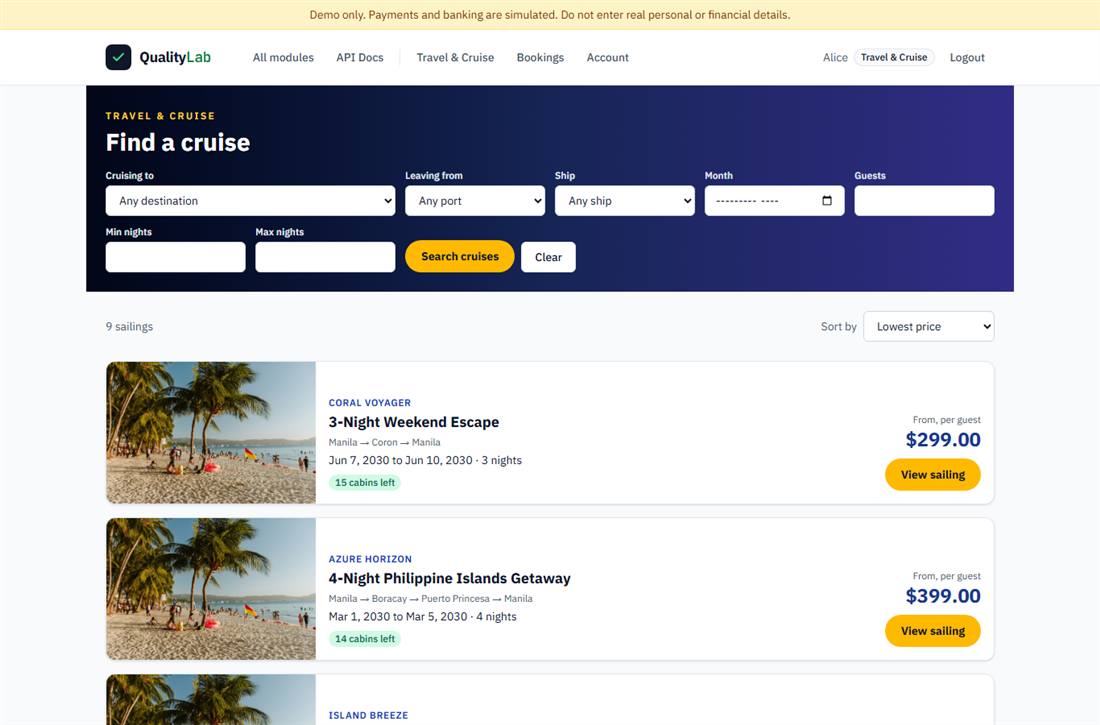 Demo only. Payments and banking are simulated. Do not enter real personal or financial details.
QualityLab All modules API Docs Travel & Cruise Bookings Account Alice Travel & Cruise Logout
TRAVEL & CRUISE
Find a cruise
Cruising to Leaving from Ship Month Guests
Any destination Any port Any ship --------- ----
Min nights Max nights
Search cruises Clear
9 sailings Sort by Lowest price
CORAL VOYAGER
3-Night Weekend Escape
Manila → Coron → Manila
Jun 7, 2030 to Jun 10, 2030 · 3 nights
15 cabins left
From, per guest
$299.00
View sailing
AZURE HORIZON
4-Night Philippine Islands Getaway
Manila → Boracay → Puerto Princesa → Manila
Mar 1, 2030 to Mar 5, 2030 · 4 nights
14 cabins left
From, per guest
$399.00
View sailing
ISLAND BREEZE